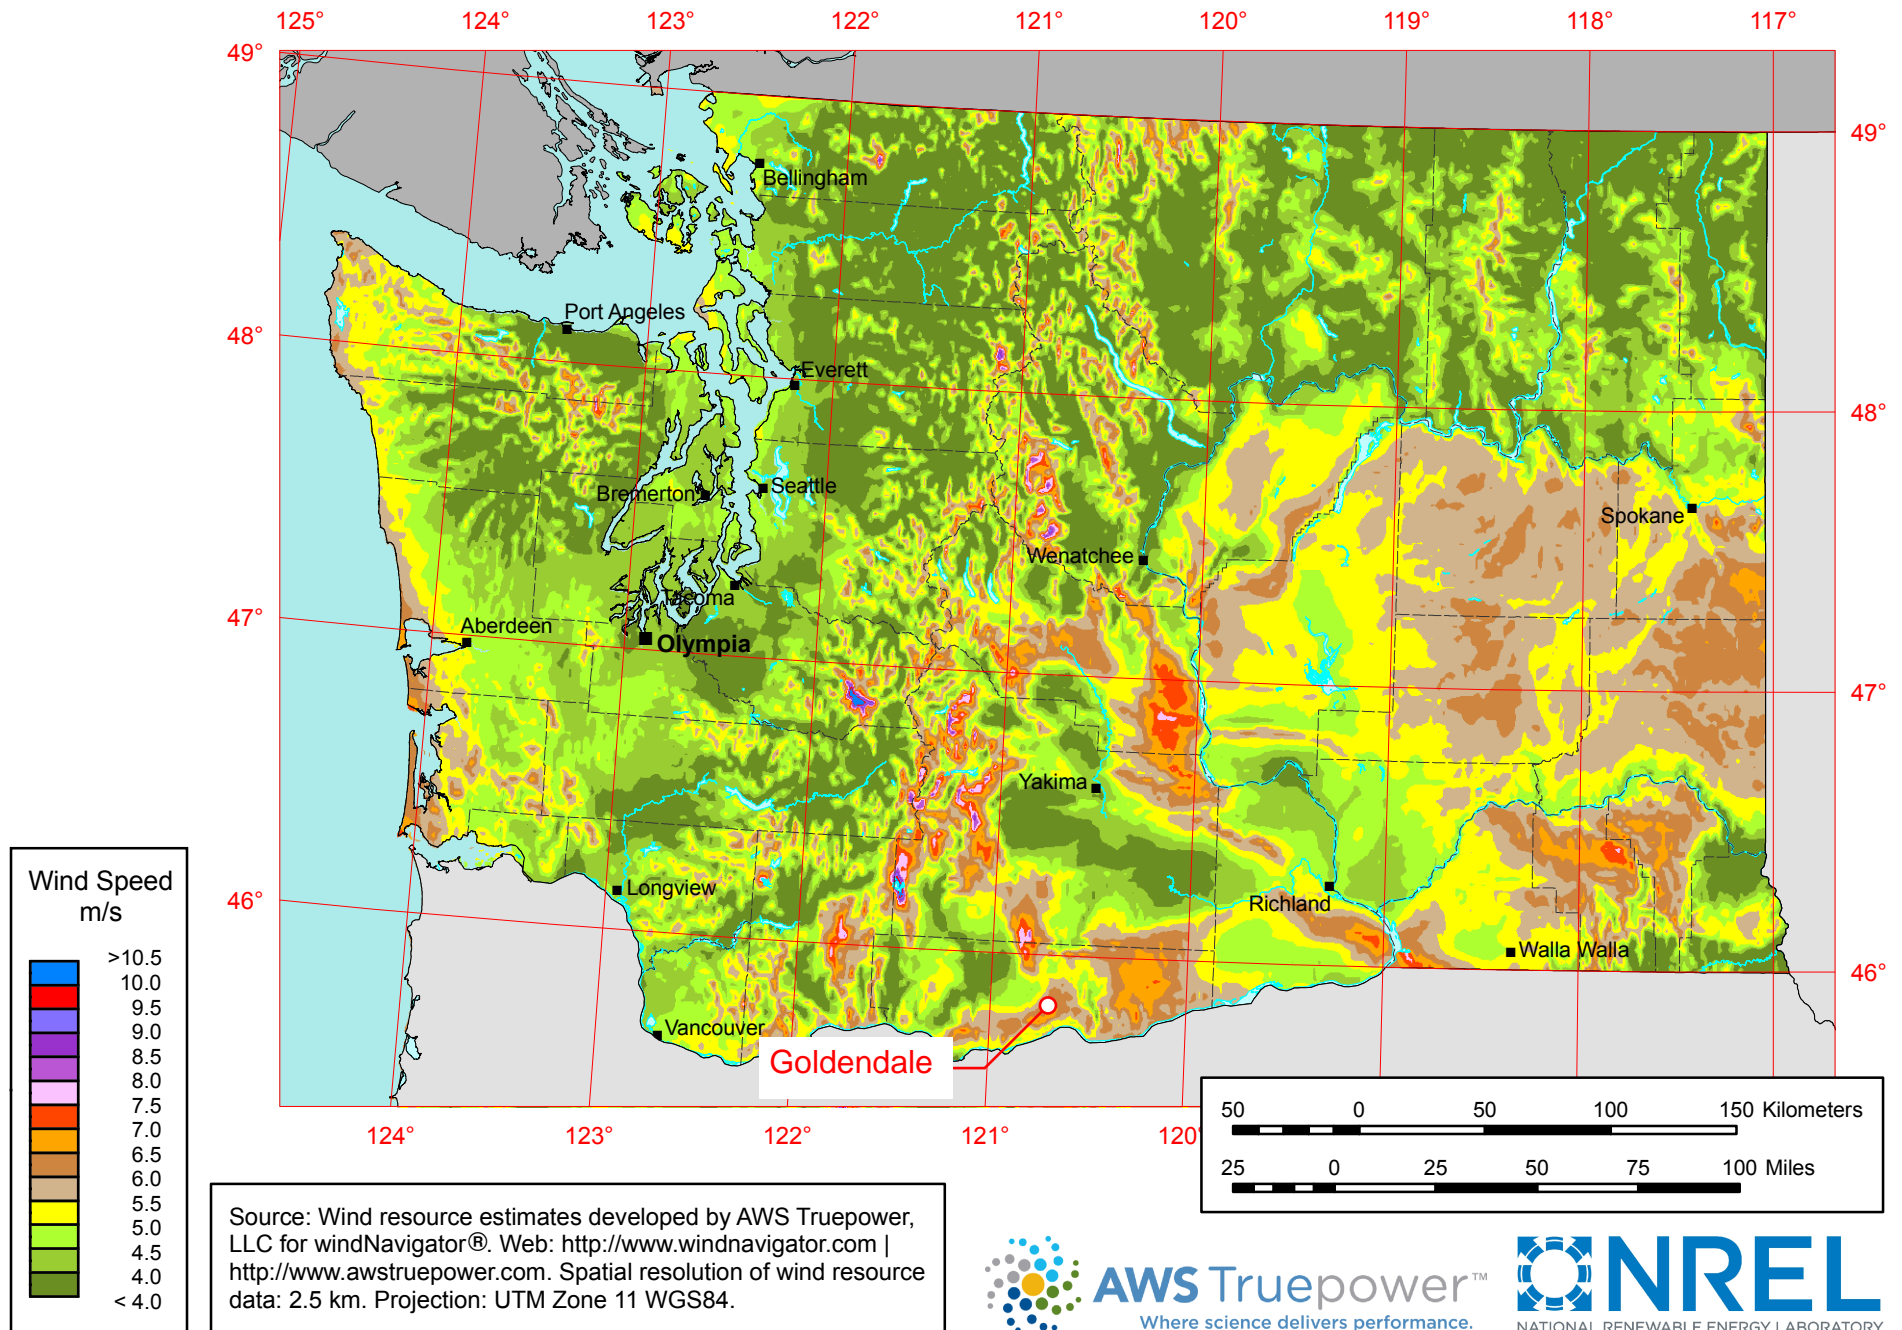 125° 124° 123° 122° 121° 120° 119° 118° 117°
49°
49°
Bellingham
Port Angeles
48°
Everett
48°
Seattle
Bremerton
Spokane
Wenatchee
47°
Aberdeen
Tacoma
Olympia
47°
Yakima
46°
Longview
Richland
Walla Walla
46°
Vancouver
Goldendale
124° 123° 122° 121° 120°
Wind Speed
m/s
>10.5
10.0
9.5
9.0
8.5
8.0
7.5
7.0
6.5
6.0
5.5
5.0
4.5
4.0
< 4.0
50 0 50 100 150 Kilometers
25 0 25 50 75 100 Miles
Source: Wind resource estimates developed by AWS Truepower,
LLC for windNavigator®. Web: http://www.windnavigator.com |
http://www.awstruepower.com. Spatial resolution of wind resource
data: 2.5 km. Projection: UTM Zone 11 WGS84.
AWS Truepower™
Where science delivers performance.
NREL
NATIONAL RENEWABLE ENERGY LABORATORY